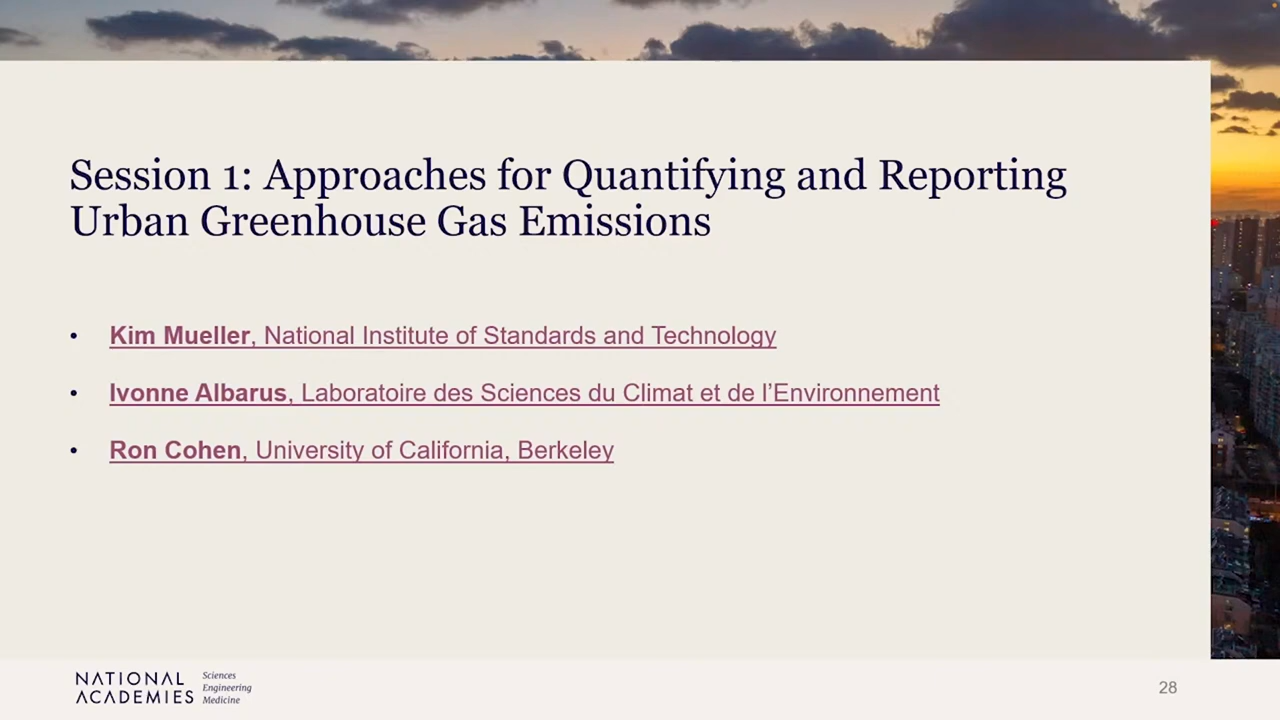 Session 1: Approaches for Quantifying and Reporting
Urban Greenhouse Gas Emissions
• Kim Mueller, National Institute of Standards and Technology
• Ivonne Albarus, Laboratoire des Sciences du Climat et de l’Environnement
• Ron Cohen, University of California, Berkeley
NATIONAL ACADEMIES
Sciences
Engineering
Medicine
28